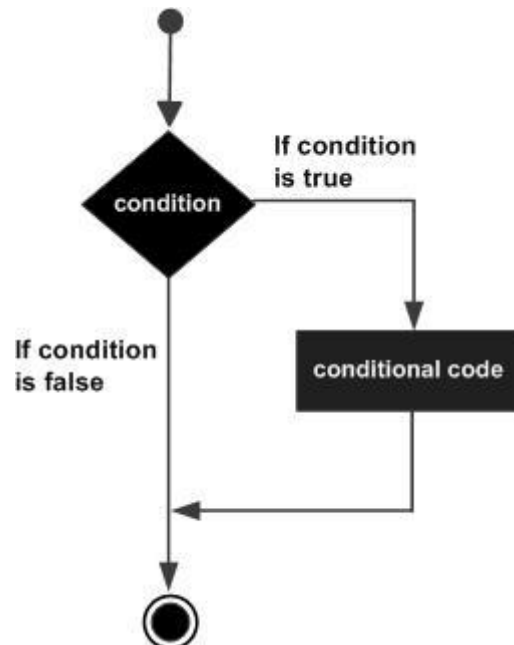 If condition
is true
condition
If condition
is false
conditional code